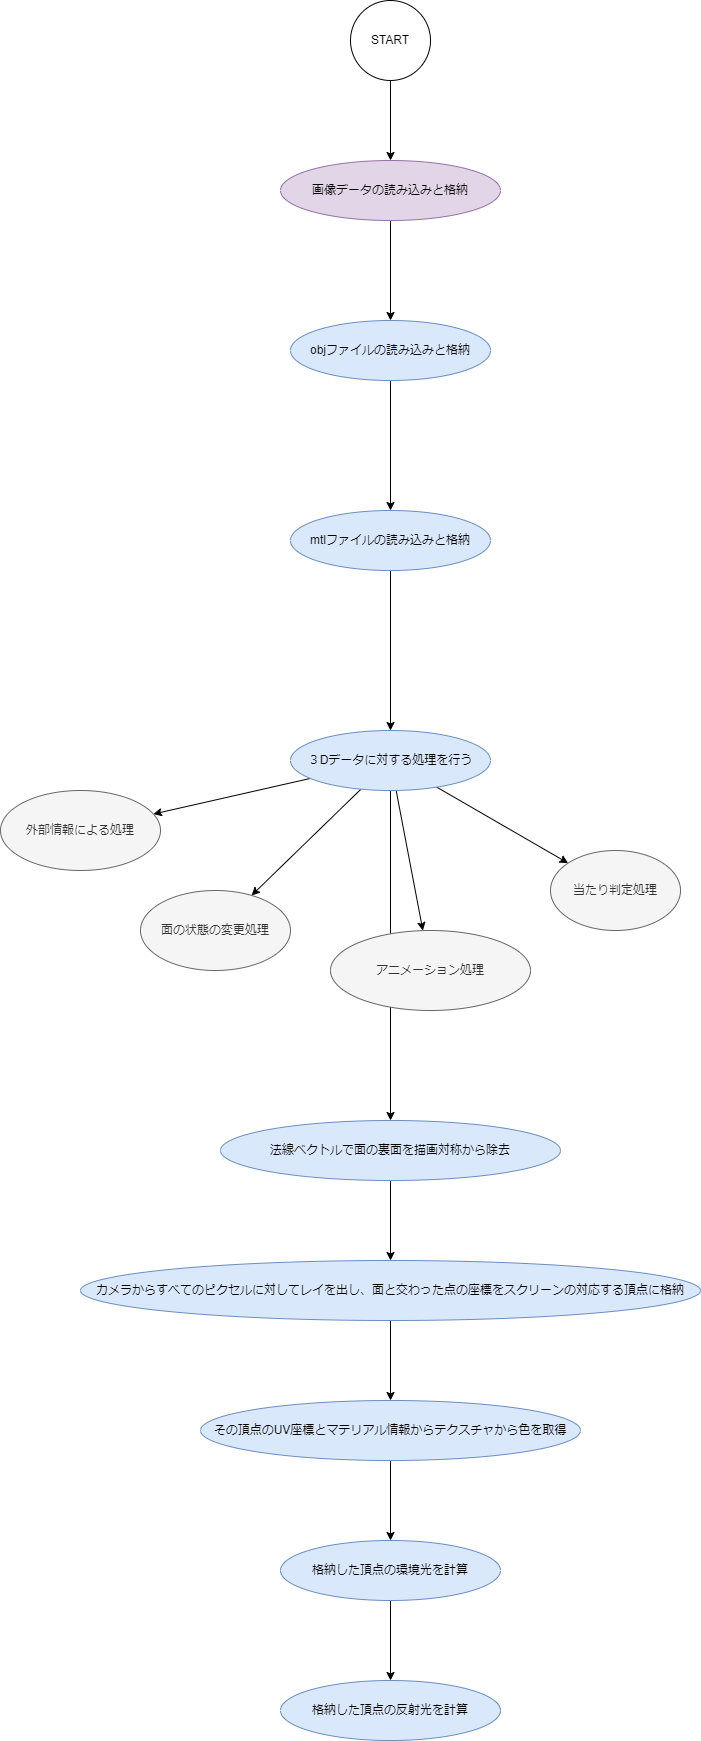 START
画像データの読み込みと格納
objファイルの読み込みと格納
mtlファイルの読み込みと格納
３Dデータに対する処理を行う
外部情報による処理
当たり判定処理
面の状態の変更処理
アニメーション処理
法線ベクトルで面の裏面を描画対称から除去
カメラからすべてのピクセルに対してレイを出し、面と交わった点の座標をスクリーンの対応する頂点に格納
その頂点のUV座標とマテリアル情報からテクスチャから色を取得
格納した頂点の環境光を計算
格納した頂点の反射光を計算